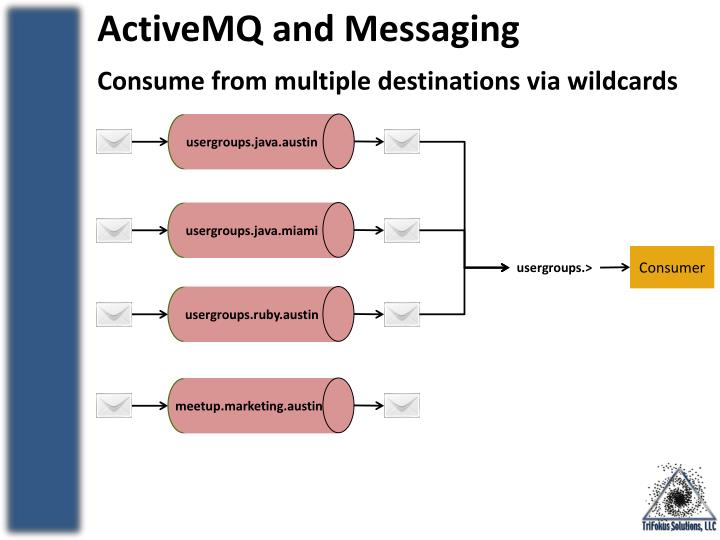 ActiveMQ and Messaging
Consume from multiple destinations via wildcards
usergroups.java.austin
usergroups.java.miami
usergroups.>
Consumer
usergroups.ruby.austin
meetup.marketing.austin
TriFokus Solutions, LLC